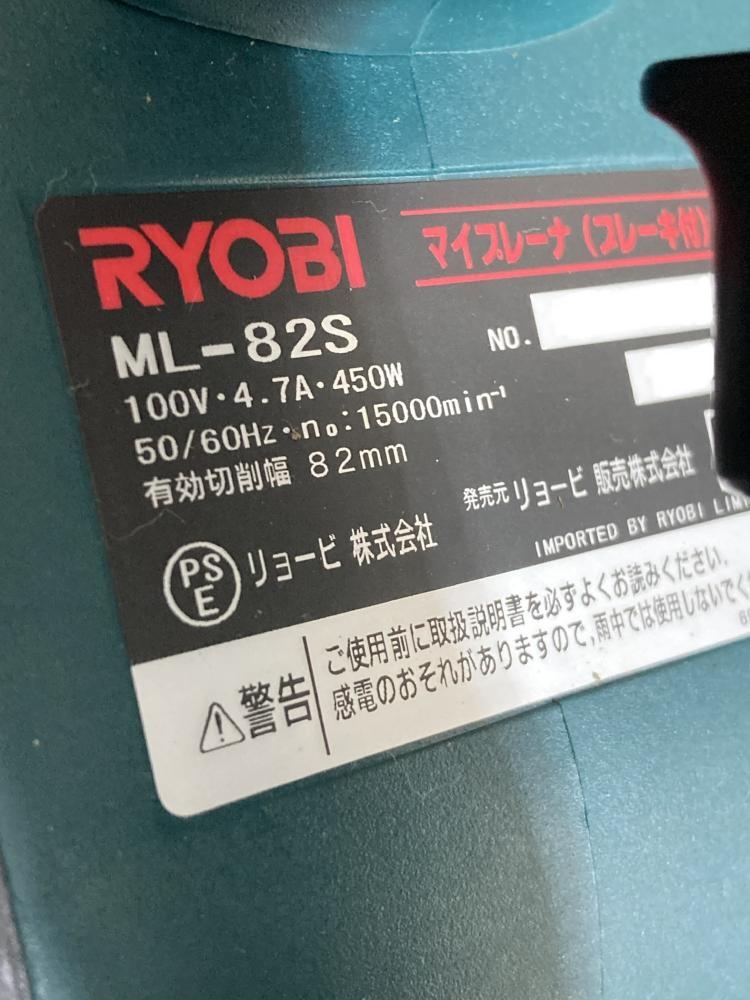 RYOBI
マイプレーナ (ブレーキ付)
ML-82S
NO.
100V・4.7A・450W
50/60Hz・n₀:15000min⁻¹
有効切削幅 82mm
発売元 リョービ 販売株式会社
PSE リョービ 株式会社
IMPORTED BY RYOBI
警告
ご使用前に取扱説明書を必ずよくお読みください.
感電のおそれがありますので,雨中では使用しないで